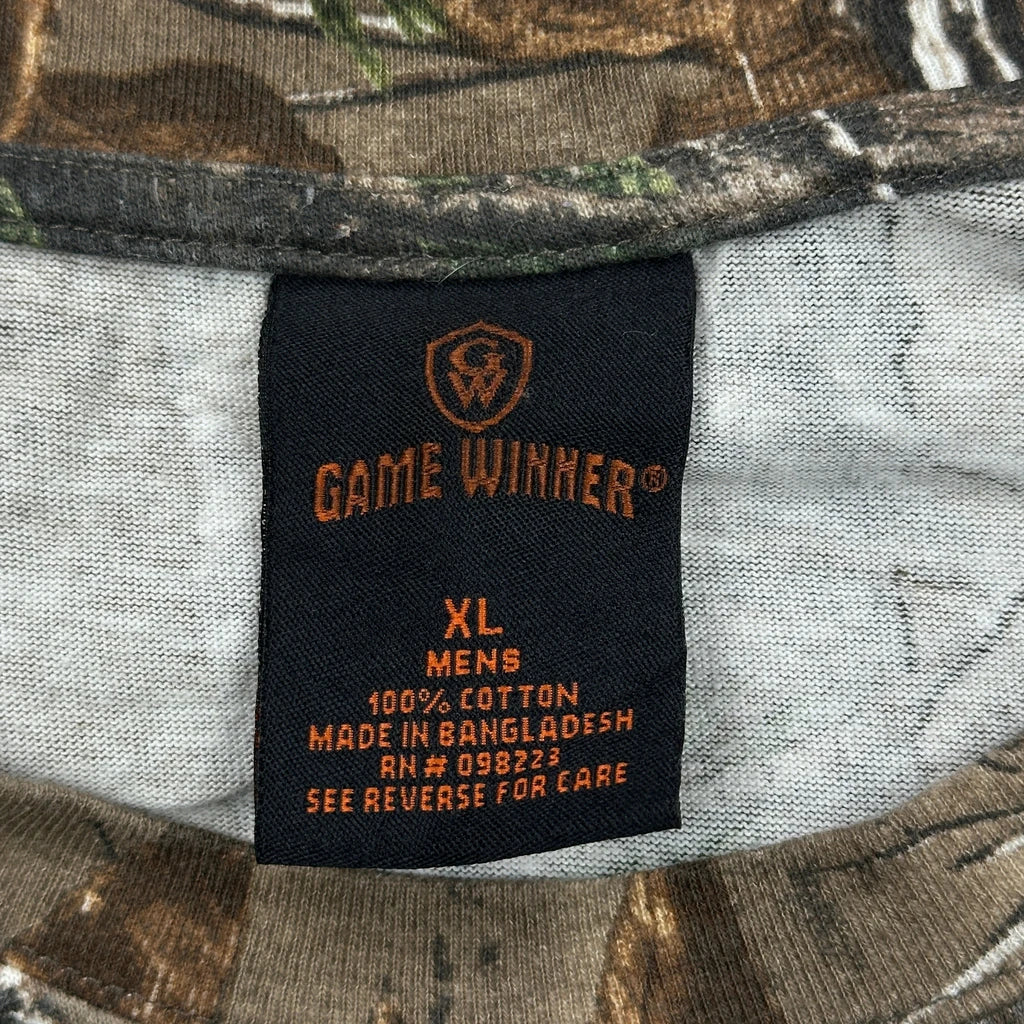 GW
GAME WINNER®
XL
MENS
100% COTTON
MADE IN BANGLADESH
RN # 098223
SEE REVERSE FOR CARE